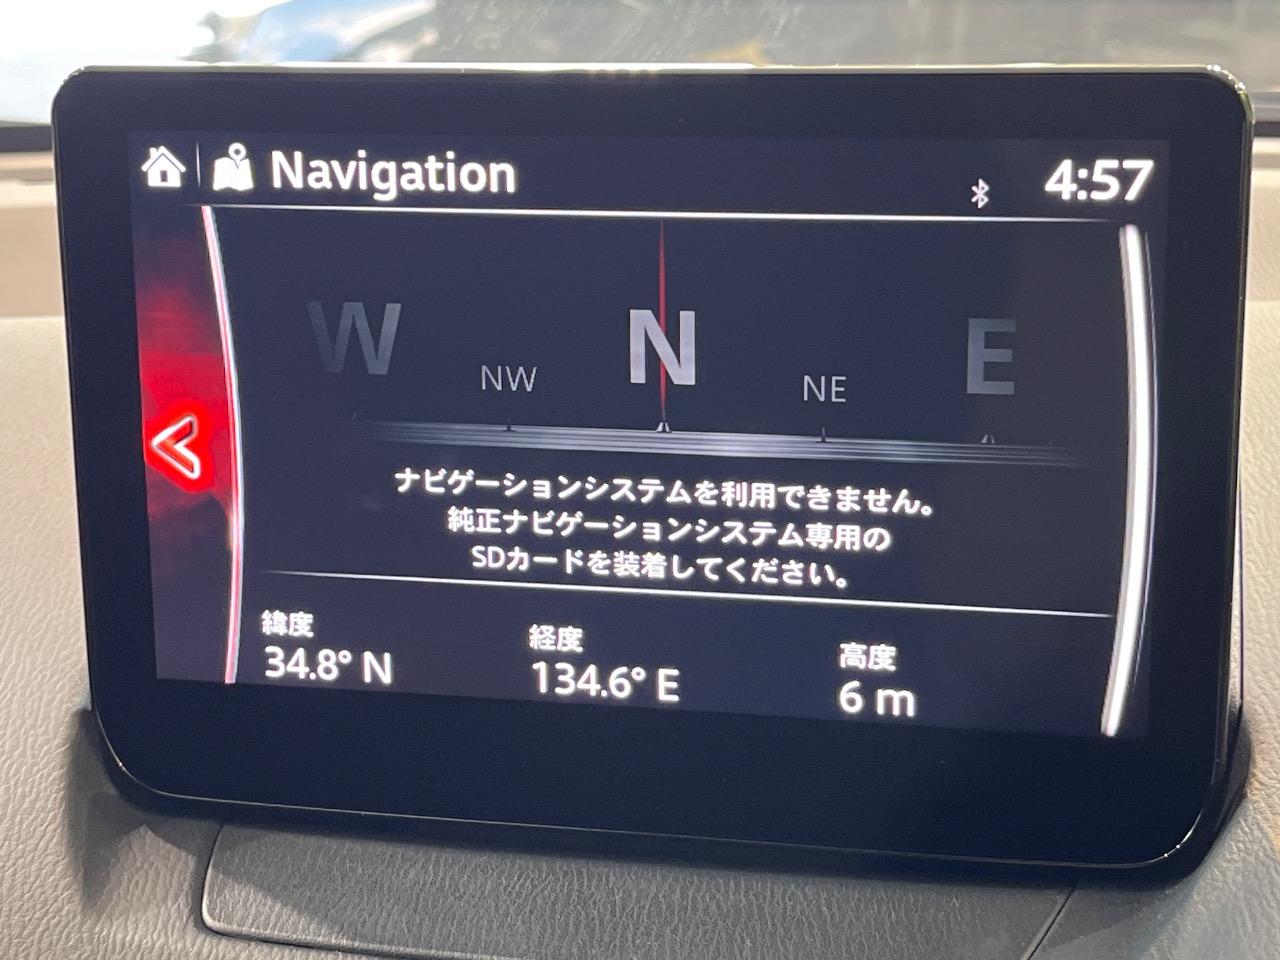 Navigation
4:57
W
NW
N
NE
E
ナビゲーションシステムを利用できません。
純正ナビゲーションシステム専用の
SDカードを装着してください。
緯度
経度
高度
34.8° N
134.6° E
6 m